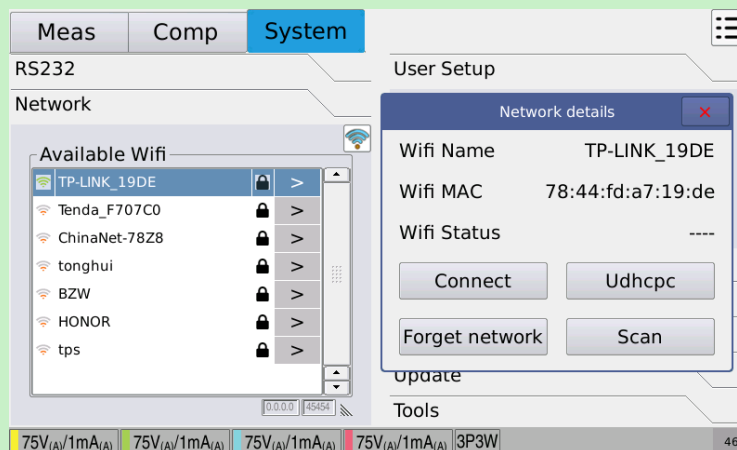 Meas Comp System
RS232
Network
Available Wifi
TP-LINK_19DE >
Tenda_F707C0 >
ChinaNet-78Z8 >
tonghui >
BZW >
HONOR >
tps >
0.0.0.0 45454
User Setup
Network details ×
Wifi Name TP-LINK_19DE
Wifi MAC 78:44:fd:a7:19:de
Wifi Status ----
Connect Udhcpc
Forget network Scan
Update
Tools
75V(A)/1mA(A) 75V(A)/1mA(A) 75V(A)/1mA(A) 75V(A)/1mA(A) 3P3W 46